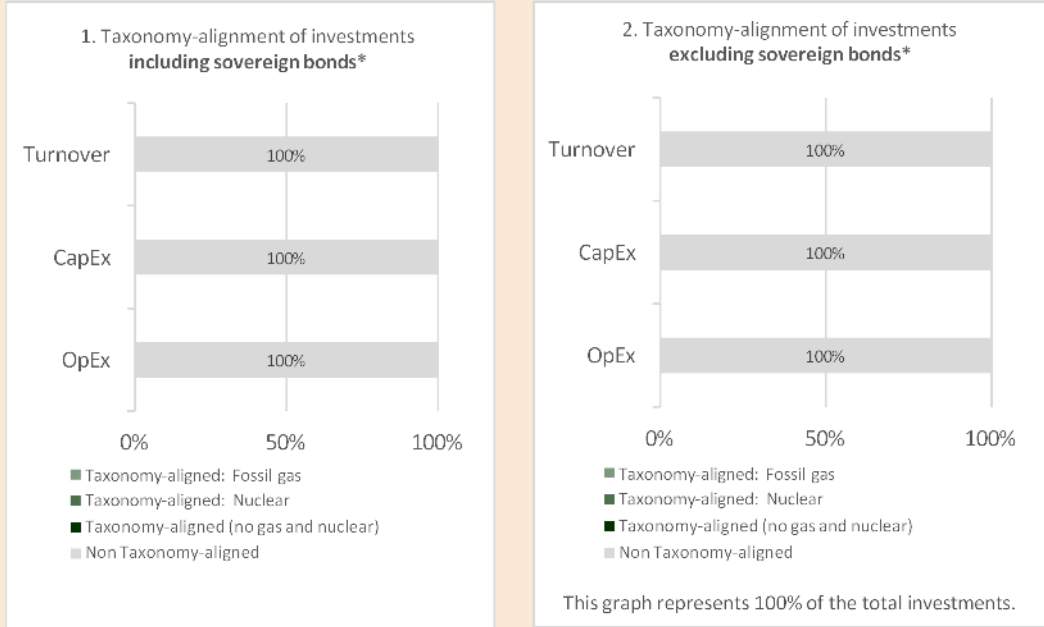 1. Taxonomy-alignment of investments
including sovereign bonds*
Turnover
100%
CapEx
100%
OpEx
100%
0% 50% 100%
Taxonomy-aligned: Fossil gas
Taxonomy-aligned: Nuclear
Taxonomy-aligned (no gas and nuclear)
Non Taxonomy-aligned
2. Taxonomy-alignment of investments
excluding sovereign bonds*
Turnover
100%
CapEx
100%
OpEx
100%
0% 50% 100%
Taxonomy-aligned: Fossil gas
Taxonomy-aligned: Nuclear
Taxonomy-aligned (no gas and nuclear)
Non Taxonomy-aligned
This graph represents 100% of the total investments.